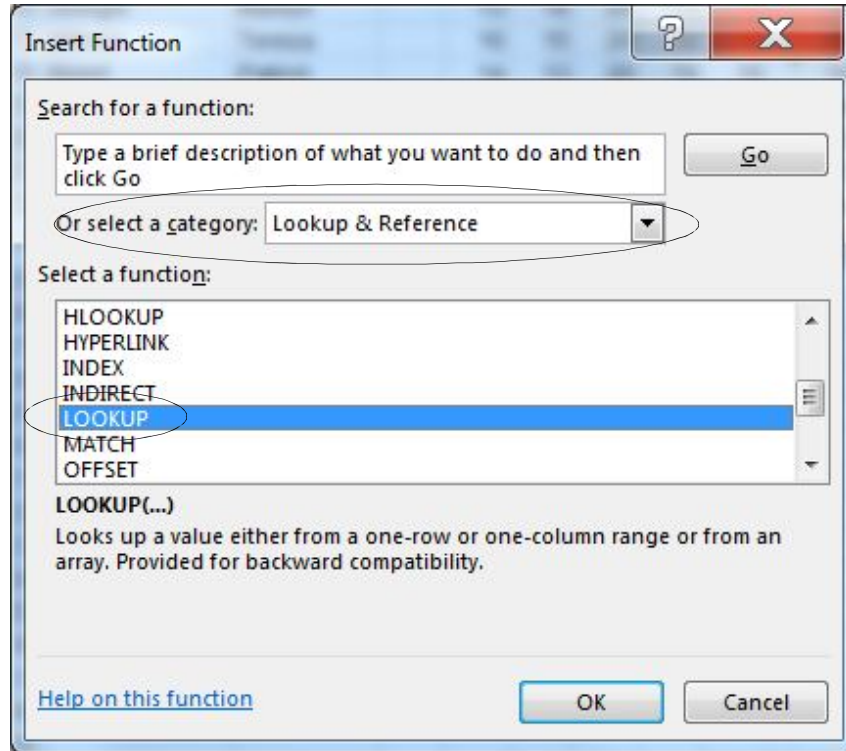 Insert Function
Search for a function:
Type a brief description of what you want to do and then
click Go
Go
Or select a category: Lookup & Reference
Select a function:
HLOOKUP
HYPERLINK
INDEX
INDIRECT
LOOKUP
MATCH
OFFSET
LOOKUP(...)
Looks up a value either from a one-row or one-column range or from an
array. Provided for backward compatibility.
Help on this function
OK
Cancel